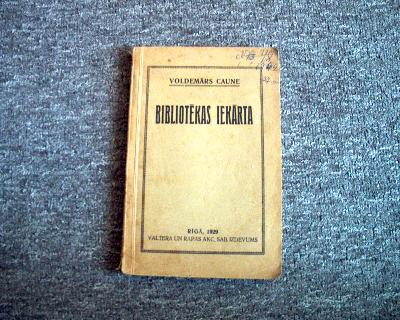 VOLDEMĀRS CAUNE
BIBLIOTĒKAS IEKĀRTA
RĪGĀ, 1929
VALTERA UN RAPAS AKC. SAB. IZDEVUMS